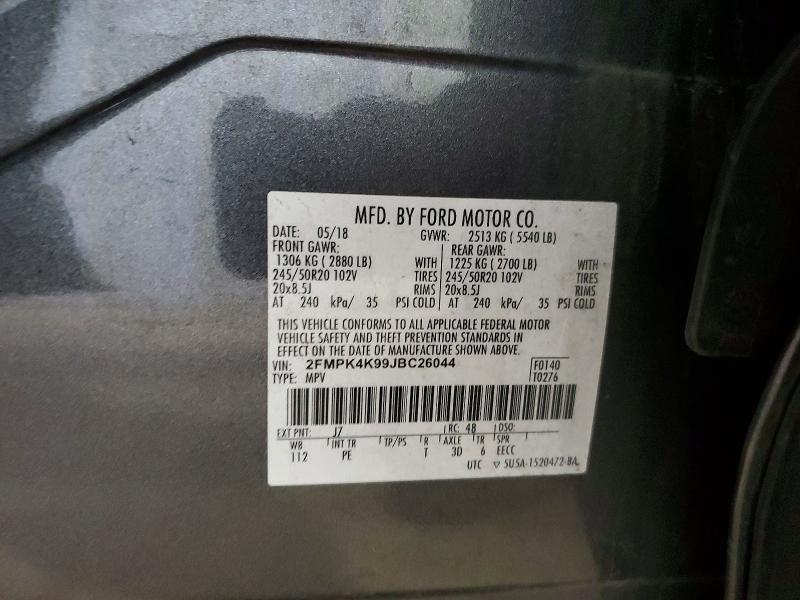 MFD. BY FORD MOTOR CO.
DATE: 05/18 GVWR: 2513 KG ( 5540 LB)
FRONT GAWR: REAR GAWR:
1306 KG ( 2880 LB) WITH 1225 KG ( 2700 LB) WITH
245/50R20 102V TIRES 245/50R20 102V TIRES
20x8.5J RIMS 20x8.5J RIMS
AT 240 kPa/ 35 PSI COLD AT 240 kPa/ 35 PSI COLD
THIS VEHICLE CONFORMS TO ALL APPLICABLE FEDERAL MOTOR
VEHICLE SAFETY AND THEFT PREVENTION STANDARDS IN
EFFECT ON THE DATE OF MANUFACTURE SHOWN ABOVE.
VIN: 2FMPK4K99JBC26044 F0140
TYPE: MPV T0276
EXT PNT: J7 RC: 48 DSO:
WB INT TR TP/PS R AXLE TR SPR
112 PE T 3D 6 EECC
UTC ▽ 5U5A-1520472-BA